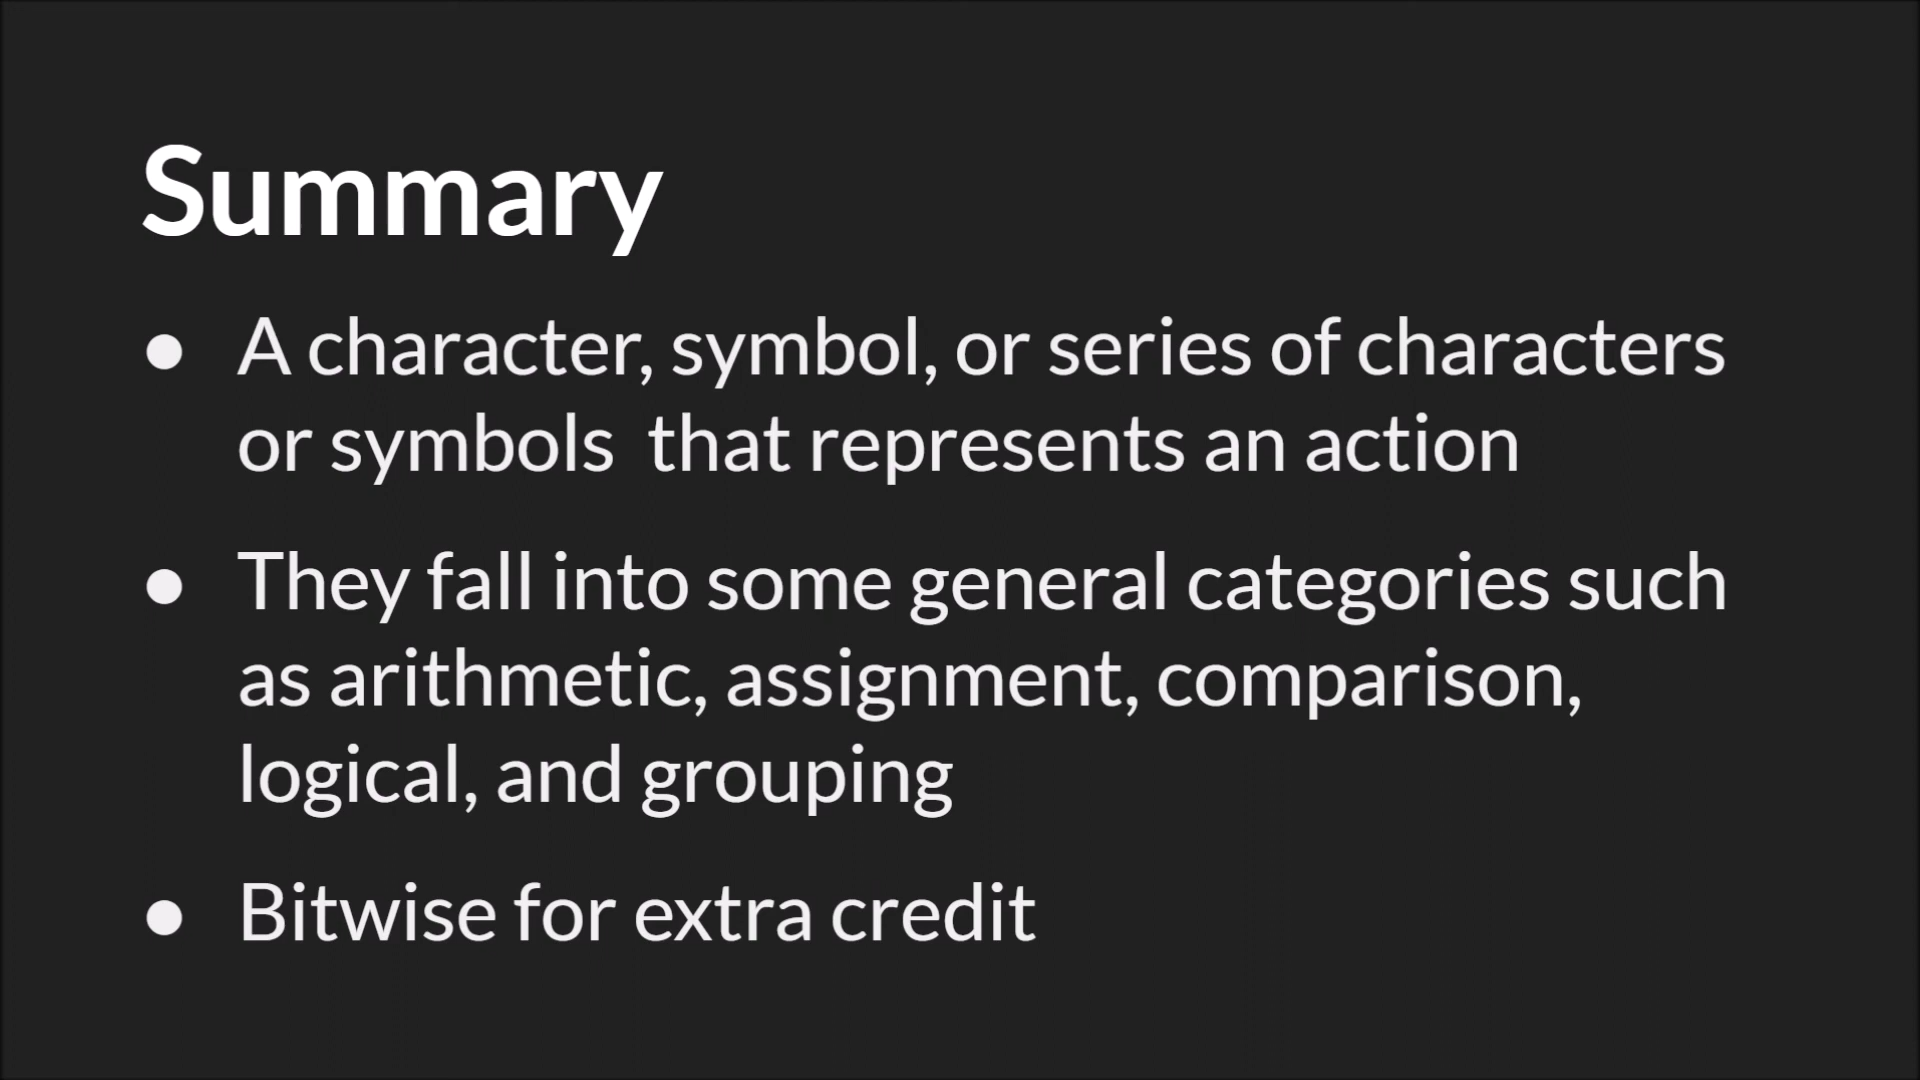 Summary
● A character, symbol, or series of characters
or symbols  that represents an action
● They fall into some general categories such
as arithmetic, assignment, comparison,
logical, and grouping
● Bitwise for extra credit